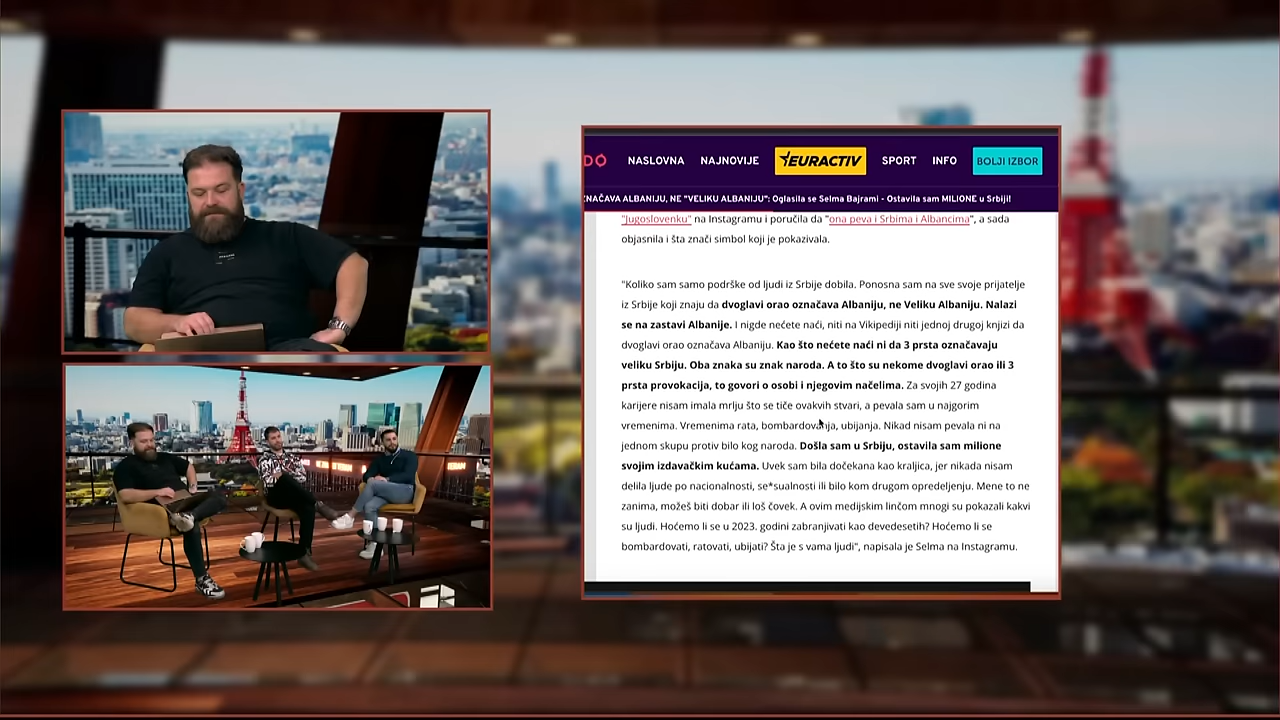 DO NASLOVNA NAJNOVIJE EURACTIV SPORT INFO BOLJI IZBOR
ZNAČAVA ALBANIJU, NE "VELIKU ALBANIJU": Oglasila se Selma Bajrami - Ostavila sam MILIONE u Srbiji!
"Jugoslovenku" na Instagramu i poručila da "ona peva i Srbima i Albancima", a sada
objasnila i šta znači simbol koji je pokazivala.
"Koliko sam samo podrške od ljudi iz Srbije dobila. Ponosna sam na sve svoje prijatelje
iz Srbije koji znaju da dvoglavi orao označava Albaniju, ne Veliku Albaniju. Nalazi
se na zastavi Albanije. I nigde nećete naći, niti na Vikipediji niti jednoj drugoj knjizi da
dvoglavi orao označava Albaniju. Kao što nećete naći ni da 3 prsta označavaju
veliku Srbiju. Oba znaka su znak naroda. A to što su nekome dvoglavi orao ili 3
prsta provokacija, to govori o osobi i njegovim načelima. Za svojih 27 godina
karijere nisam imala mrlju što se tiče ovakvih stvari, a pevala sam u najgorim
vremenima. Vremenima rata, bombardovanja, ubijanja. Nikad nisam pevala ni na
jednom skupu protiv bilo kog naroda. Došla sam u Srbiju, ostavila sam milione
svojim izdavačkim kućama. Uvek sam bila dočekana kao kraljica, jer nikada nisam
delila ljude po nacionalnosti, se*sualnosti ili bilo kom drugom opredeljenju. Mene to ne
zanima, možeš biti dobar ili loš čovek. A ovim medijskim linčom mnogi su pokazali kakvi
su ljudi. Hoćemo li se u 2023. godini zabranjivati kao devedesetih? Hoćemo li se
bombardovati, ratovati, ubijati? Šta je s vama ljudi", napisala je Selma na Instagramu.